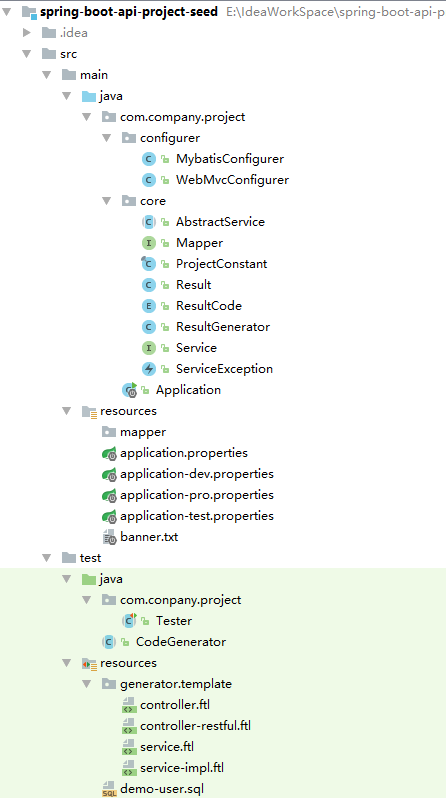 spring-boot-api-project-seed E:\IdeaWorkSpace\spring-boot-api-p
.idea
src
main
java
com.company.project
configurer
C MybatisConfigurer
C WebMvcConfigurer
core
C AbstractService
I Mapper
C ProjectConstant
C Result
E ResultCode
C ResultGenerator
I Service
ServiceException
C Application
resources
mapper
application.properties
application-dev.properties
application-pro.properties
application-test.properties
banner.txt
test
java
com.conpany.project
C Tester
C CodeGenerator
resources
generator.template
controller.ftl
controller-restful.ftl
service.ftl
service-impl.ftl
SQL demo-user.sql